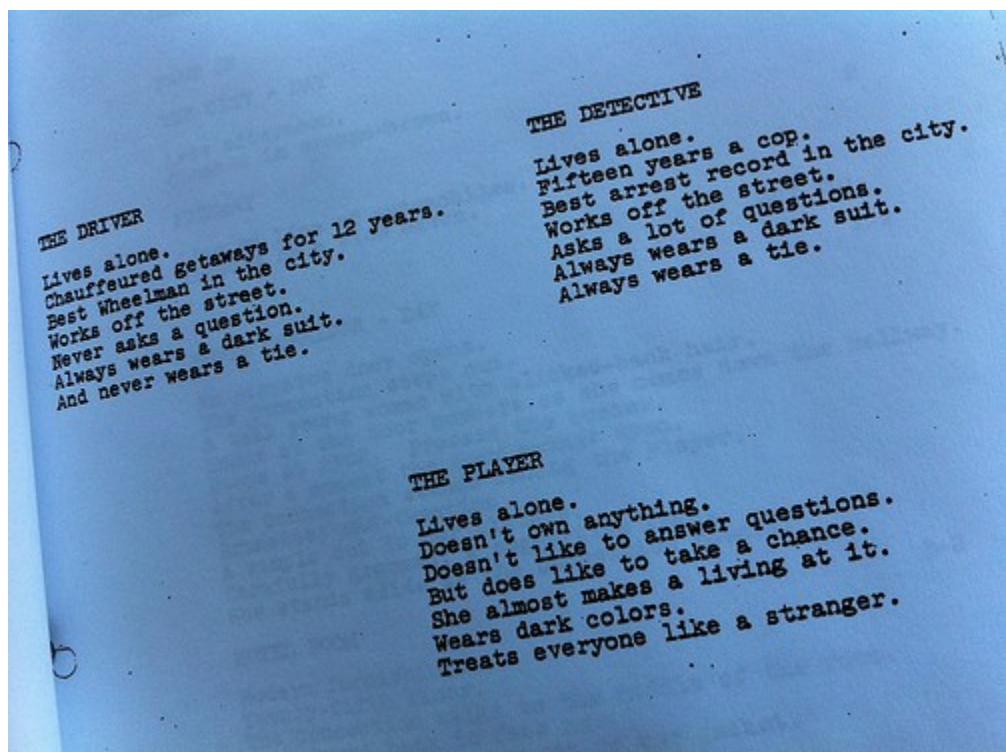 THE DRIVER
Lives alone.
Chauffeured getaways for 12 years.
Best Wheelman in the city.
Works off the street.
Never asks a question.
Always wears a dark suit.
And never wears a tie.
THE DETECTIVE
Lives alone.
Fifteen years a cop.
Best arrest record in the city.
Works off the street.
Asks a lot of questions.
Always wears a dark suit.
Always wears a tie.
THE PLAYER
Lives alone.
Doesn't own anything.
Doesn't like to answer questions.
But does like to take a chance.
She almost makes a living at it.
Wears dark colors.
Treats everyone like a stranger.